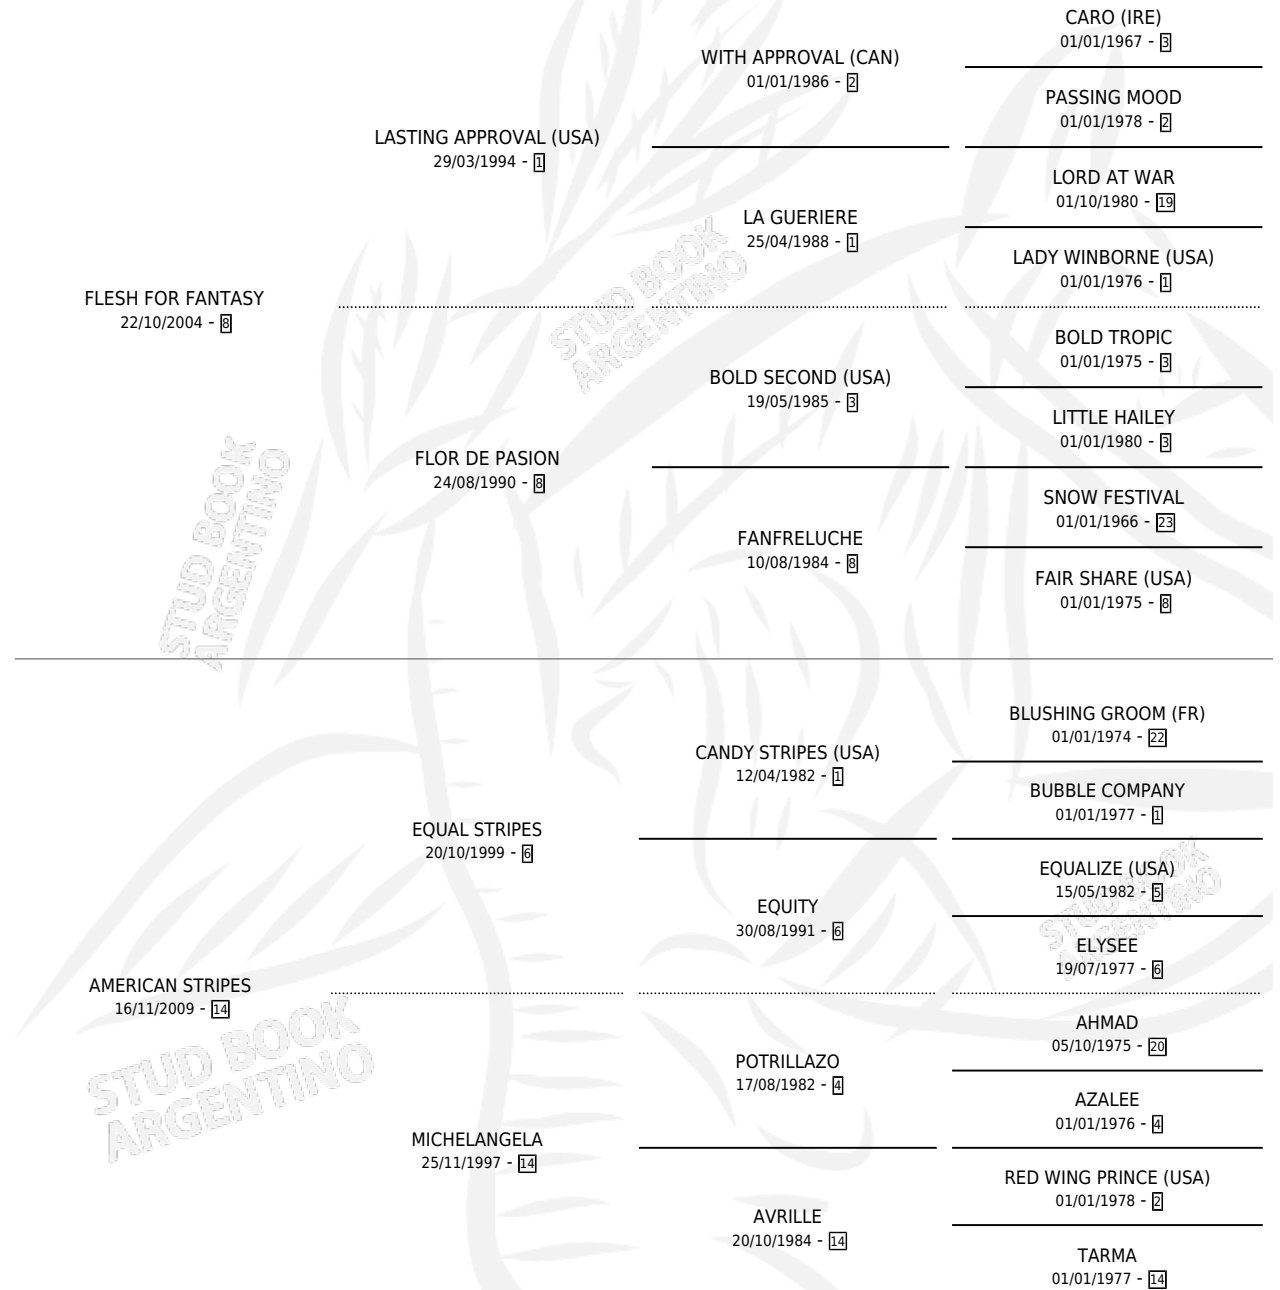 CARO (IRE)
01/01/1967 - 3
WITH APPROVAL (CAN)
01/01/1986 - 2
PASSING MOOD
01/01/1978 - 2
LASTING APPROVAL (USA)
29/03/1994 - 1
LORD AT WAR
01/10/1980 - 19
LA GUERIERE
25/04/1988 - 1
LADY WINBORNE (USA)
01/01/1976 - 1
FLESH FOR FANTASY
22/10/2004 - 8
BOLD TROPIC
01/01/1975 - 3
BOLD SECOND (USA)
19/05/1985 - 3
LITTLE HAILEY
01/01/1980 - 3
FLOR DE PASION
24/08/1990 - 8
SNOW FESTIVAL
01/01/1966 - 23
FANFRELUCHE
10/08/1984 - 8
FAIR SHARE (USA)
01/01/1975 - 8
STUD BOOK
ARGENTINO
STUD BOOK
ARGENTINO
BLUSHING GROOM (FR)
01/01/1974 - 22
CANDY STRIPES (USA)
12/04/1982 - 1
BUBBLE COMPANY
01/01/1977 - 1
EQUAL STRIPES
20/10/1999 - 6
EQUALIZE (USA)
15/05/1982 - 5
EQUITY
30/08/1991 - 6
ELYSEE
19/07/1977 - 6
AMERICAN STRIPES
16/11/2009 - 14
AHMAD
05/10/1975 - 20
POTRILLAZO
17/08/1982 - 4
AZALEE
01/01/1976 - 4
MICHELANGELA
25/11/1997 - 14
RED WING PRINCE (USA)
01/01/1978 - 2
AVRILLE
20/10/1984 - 14
TARMA
01/01/1977 - 14
STUD BOOK
ARGENTINO
STUD BOOK
ARGENTINO